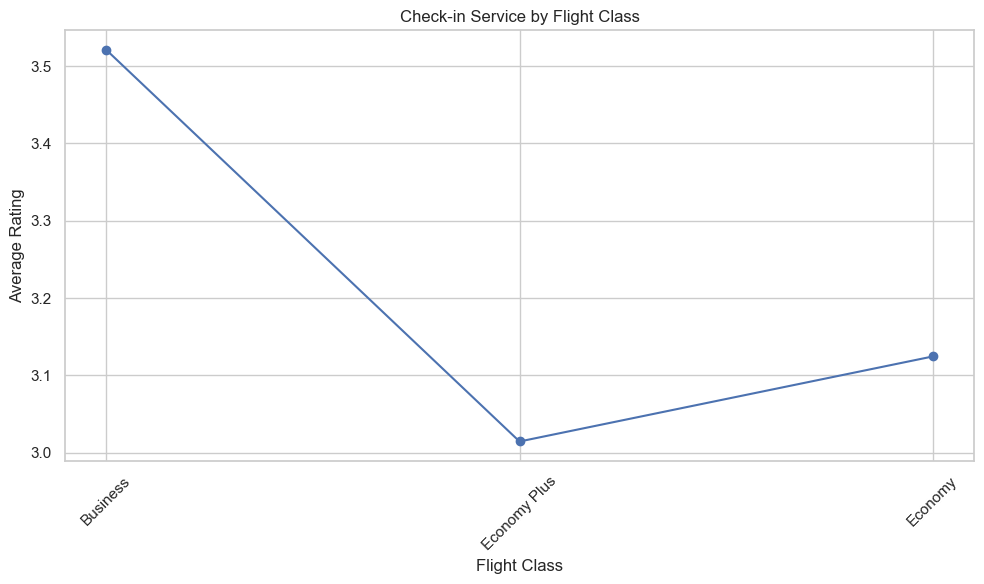 Check-in Service by Flight Class
Average Rating
3.5
3.4
3.3
3.2
3.1
3.0
Business
Economy Plus
Economy
Flight Class